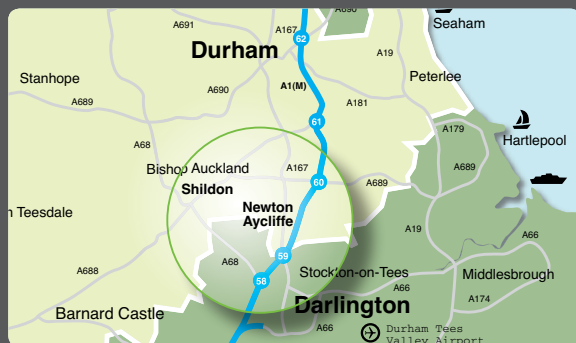 A690
A691
A167
Seaham
62
Durham
A19
Stanhope
Peterlee
A690
A1(M)
A689
A181
61
A179
A68
Hartlepool
Bishop Auckland
A167
A689
Shildon
60
A689
n Teesdale
Newton
Aycliffe
A19
A66
59
A68
A688
Stockton-on-Tees
Middlesbrough
58
A66
A174
Barnard Castle
Darlington
A66
Durham Tees
Valley Airport